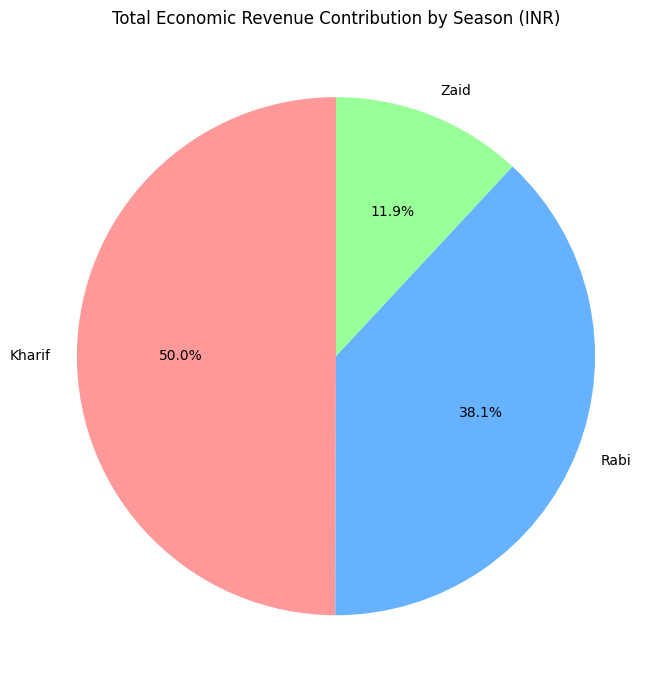 Total Economic Revenue Contribution by Season (INR)
Zaid
11.9%
Kharif
50.0%
38.1%
Rabi